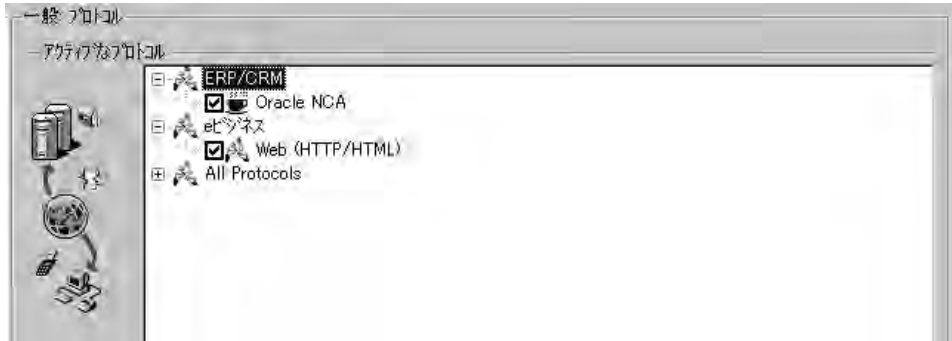 一般 プロトコル
アクティブなプロトコル
ERP/CRM
Oracle NCA
eビジネス
Web (HTTP/HTML)
All Protocols